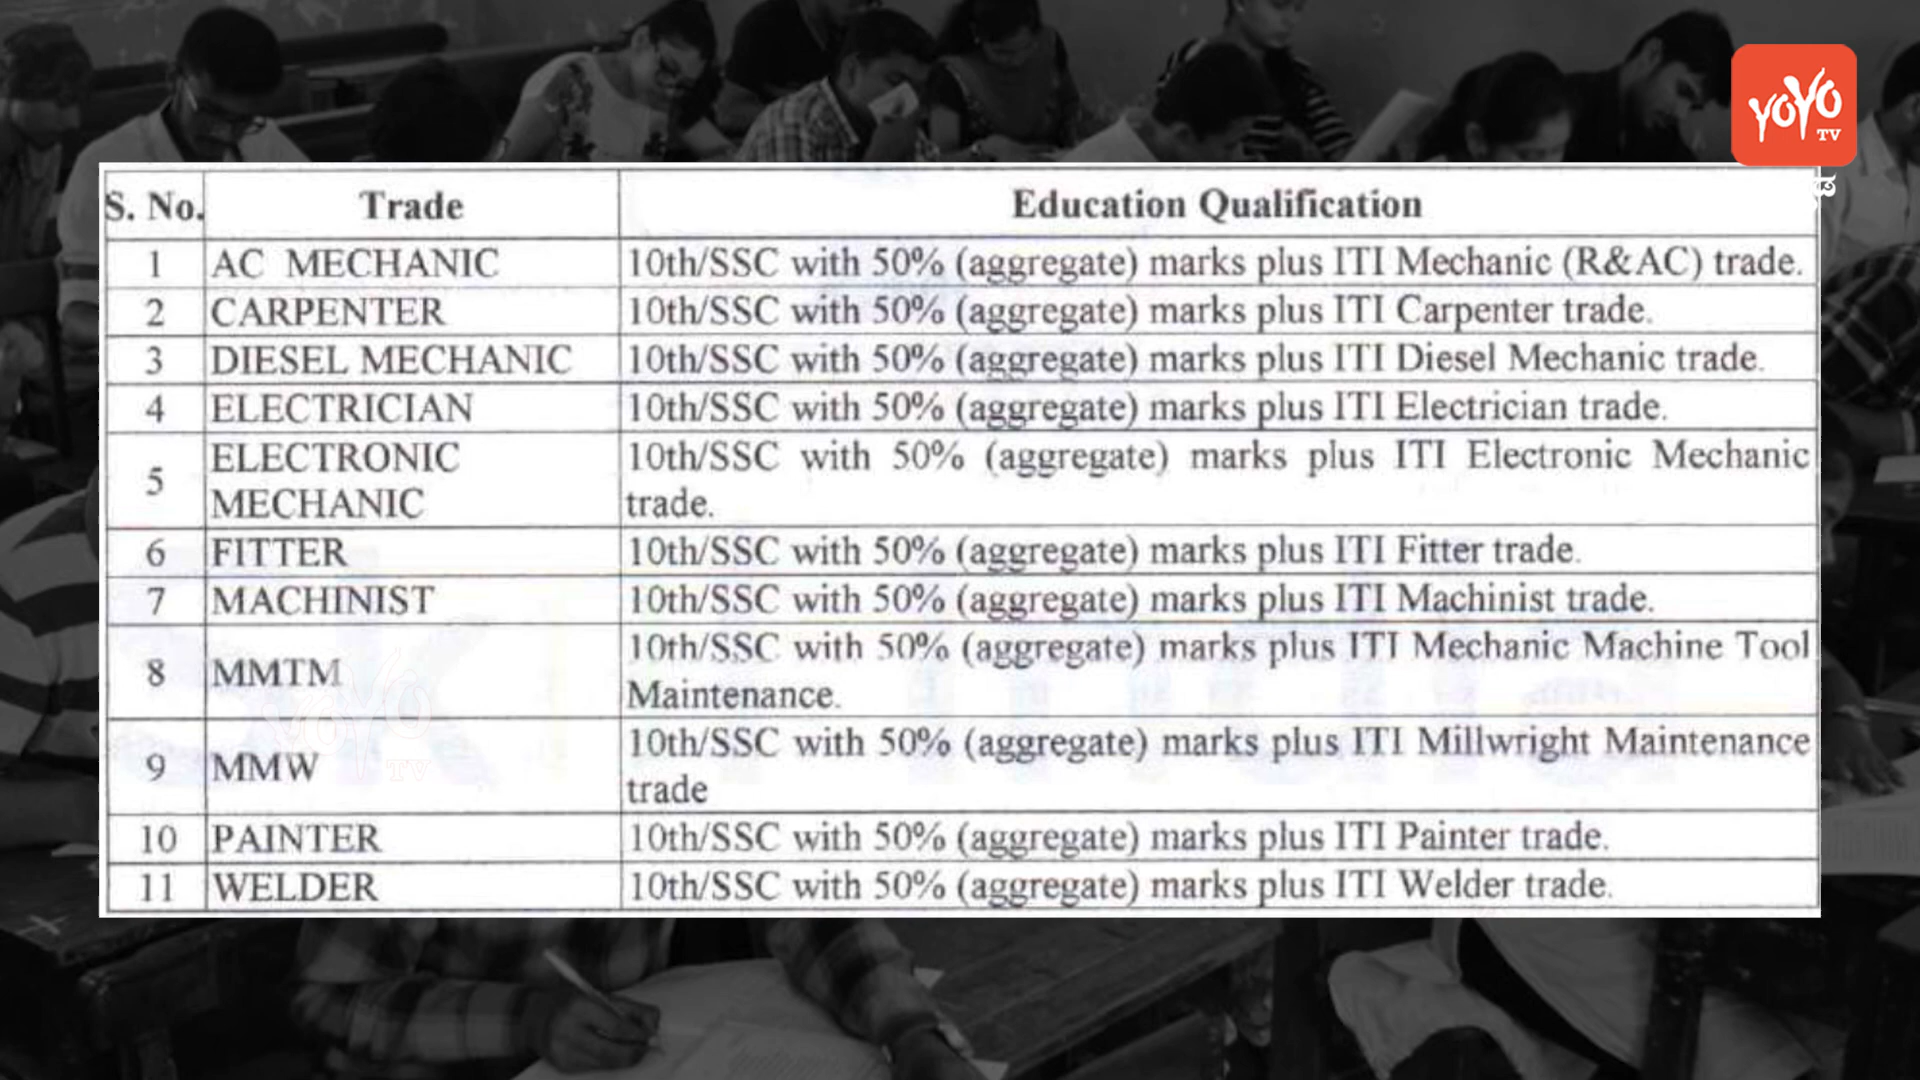 YOYO
TV
S. No. Trade Education Qualification
1 AC MECHANIC 10th/SSC with 50% (aggregate) marks plus ITI Mechanic (R&AC) trade.
2 CARPENTER 10th/SSC with 50% (aggregate) marks plus ITI Carpenter trade.
3 DIESEL MECHANIC 10th/SSC with 50% (aggregate) marks plus ITI Diesel Mechanic trade.
4 ELECTRICIAN 10th/SSC with 50% (aggregate) marks plus ITI Electrician trade.
5 ELECTRONIC MECHANIC 10th/SSC with 50% (aggregate) marks plus ITI Electronic Mechanic
trade.
6 FITTER 10th/SSC with 50% (aggregate) marks plus ITI Fitter trade.
7 MACHINIST 10th/SSC with 50% (aggregate) marks plus ITI Machinist trade.
8 MMTM 10th/SSC with 50% (aggregate) marks plus ITI Mechanic Machine Tool
Maintenance.
9 MMW 10th/SSC with 50% (aggregate) marks plus ITI Millwright Maintenance
trade
10 PAINTER 10th/SSC with 50% (aggregate) marks plus ITI Painter trade.
11 WELDER 10th/SSC with 50% (aggregate) marks plus ITI Welder trade.
YOYO
TV